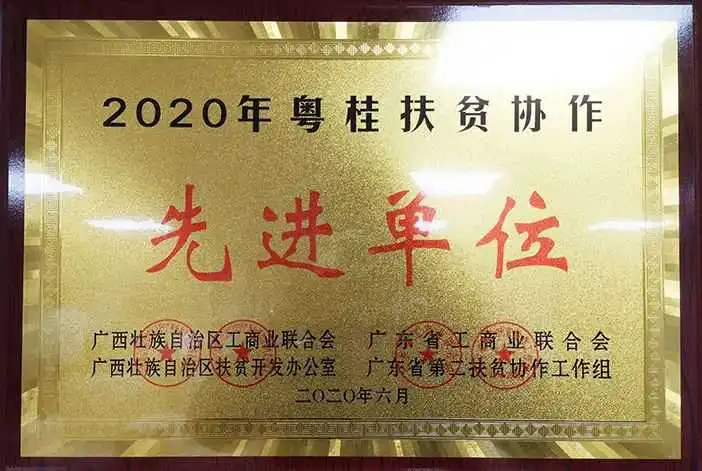 2020年粤桂扶贫协作
先进单位
广西壮族自治区工商业联合会 广东省工商业联合会
广西壮族自治区扶贫开发办公室 广东省第二扶贫协作工作组
二〇二〇年六月